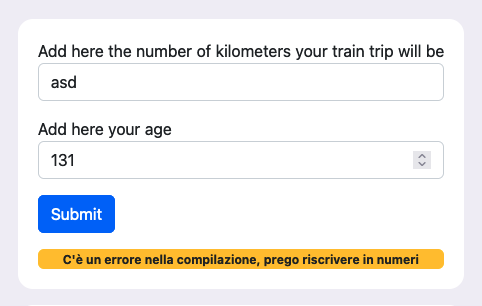 Add here the number of kilometers your train trip will be
asd
Add here your age
131
Submit
C'è un errore nella compilazione, prego riscrivere in numeri